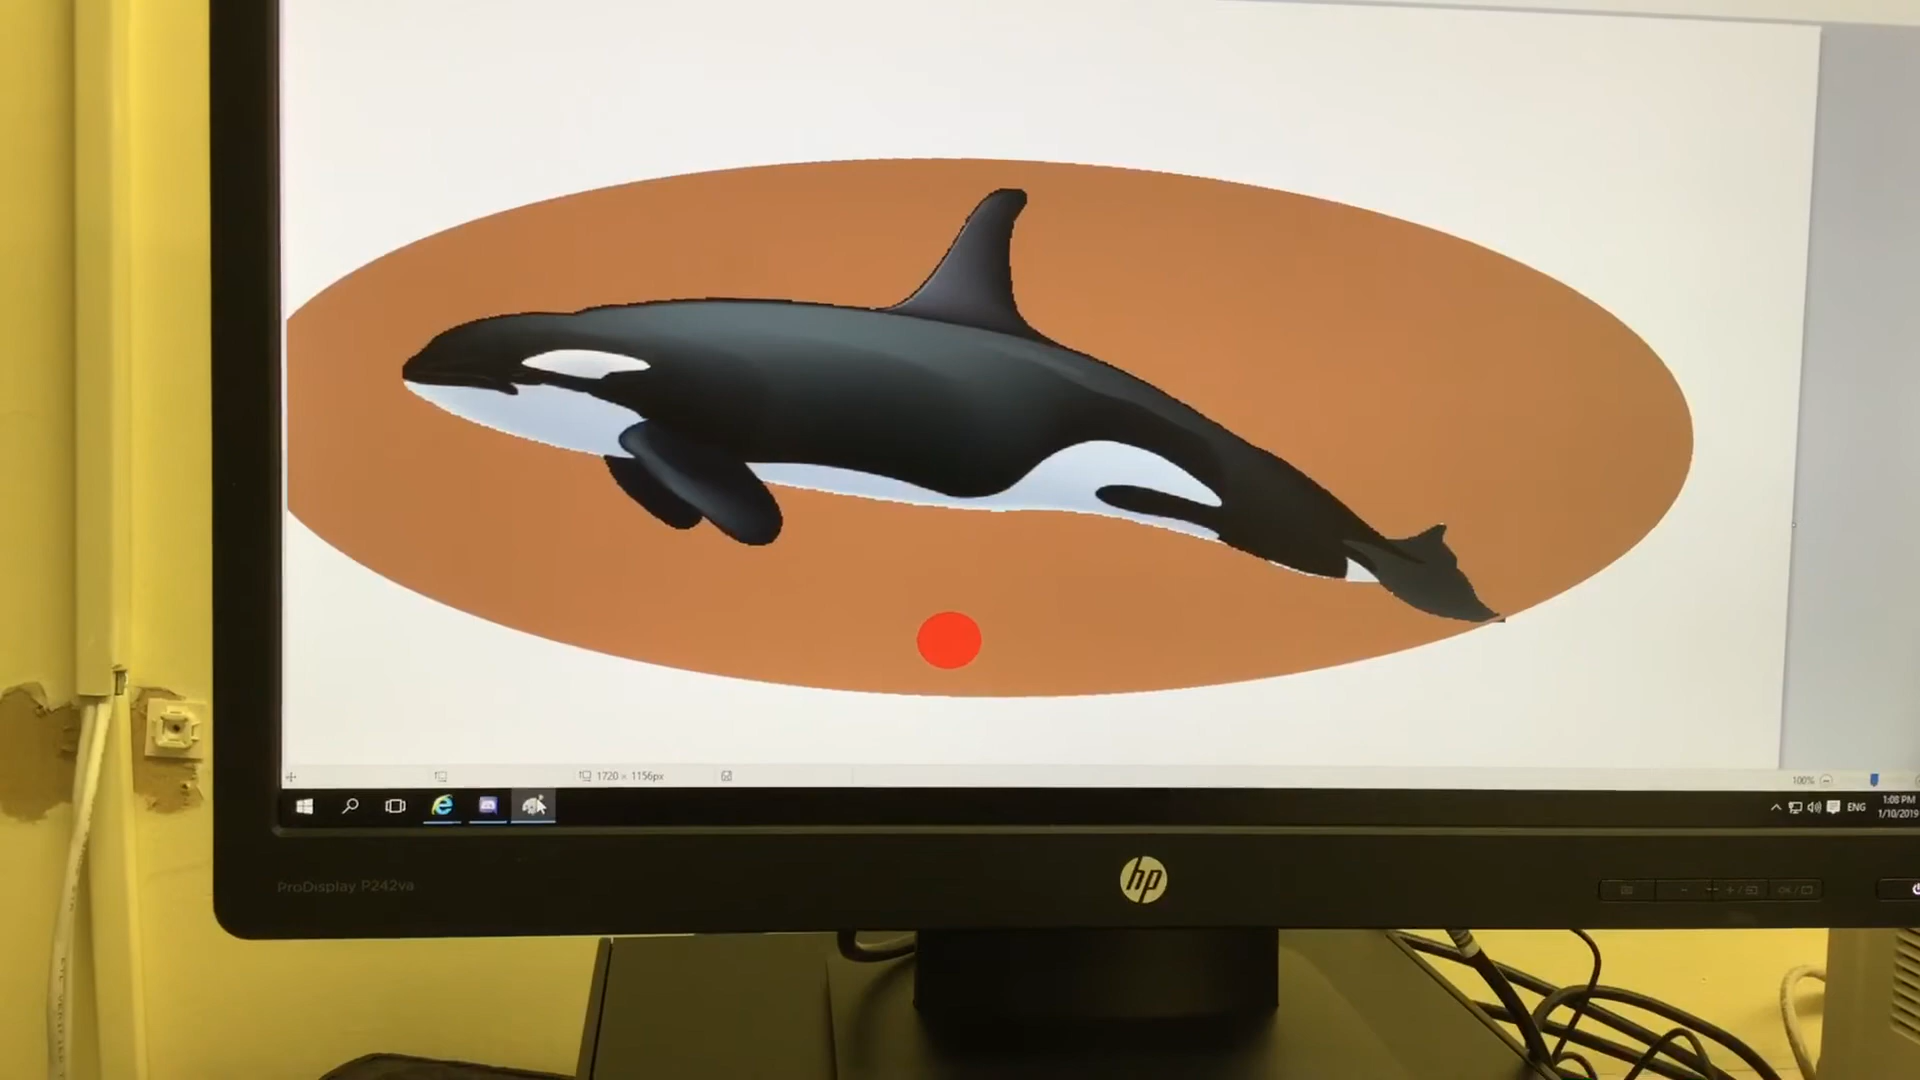 1720 × 1156px
100%
ENG
1:08 PM
1/10/2019
ProDisplay P242va
hp